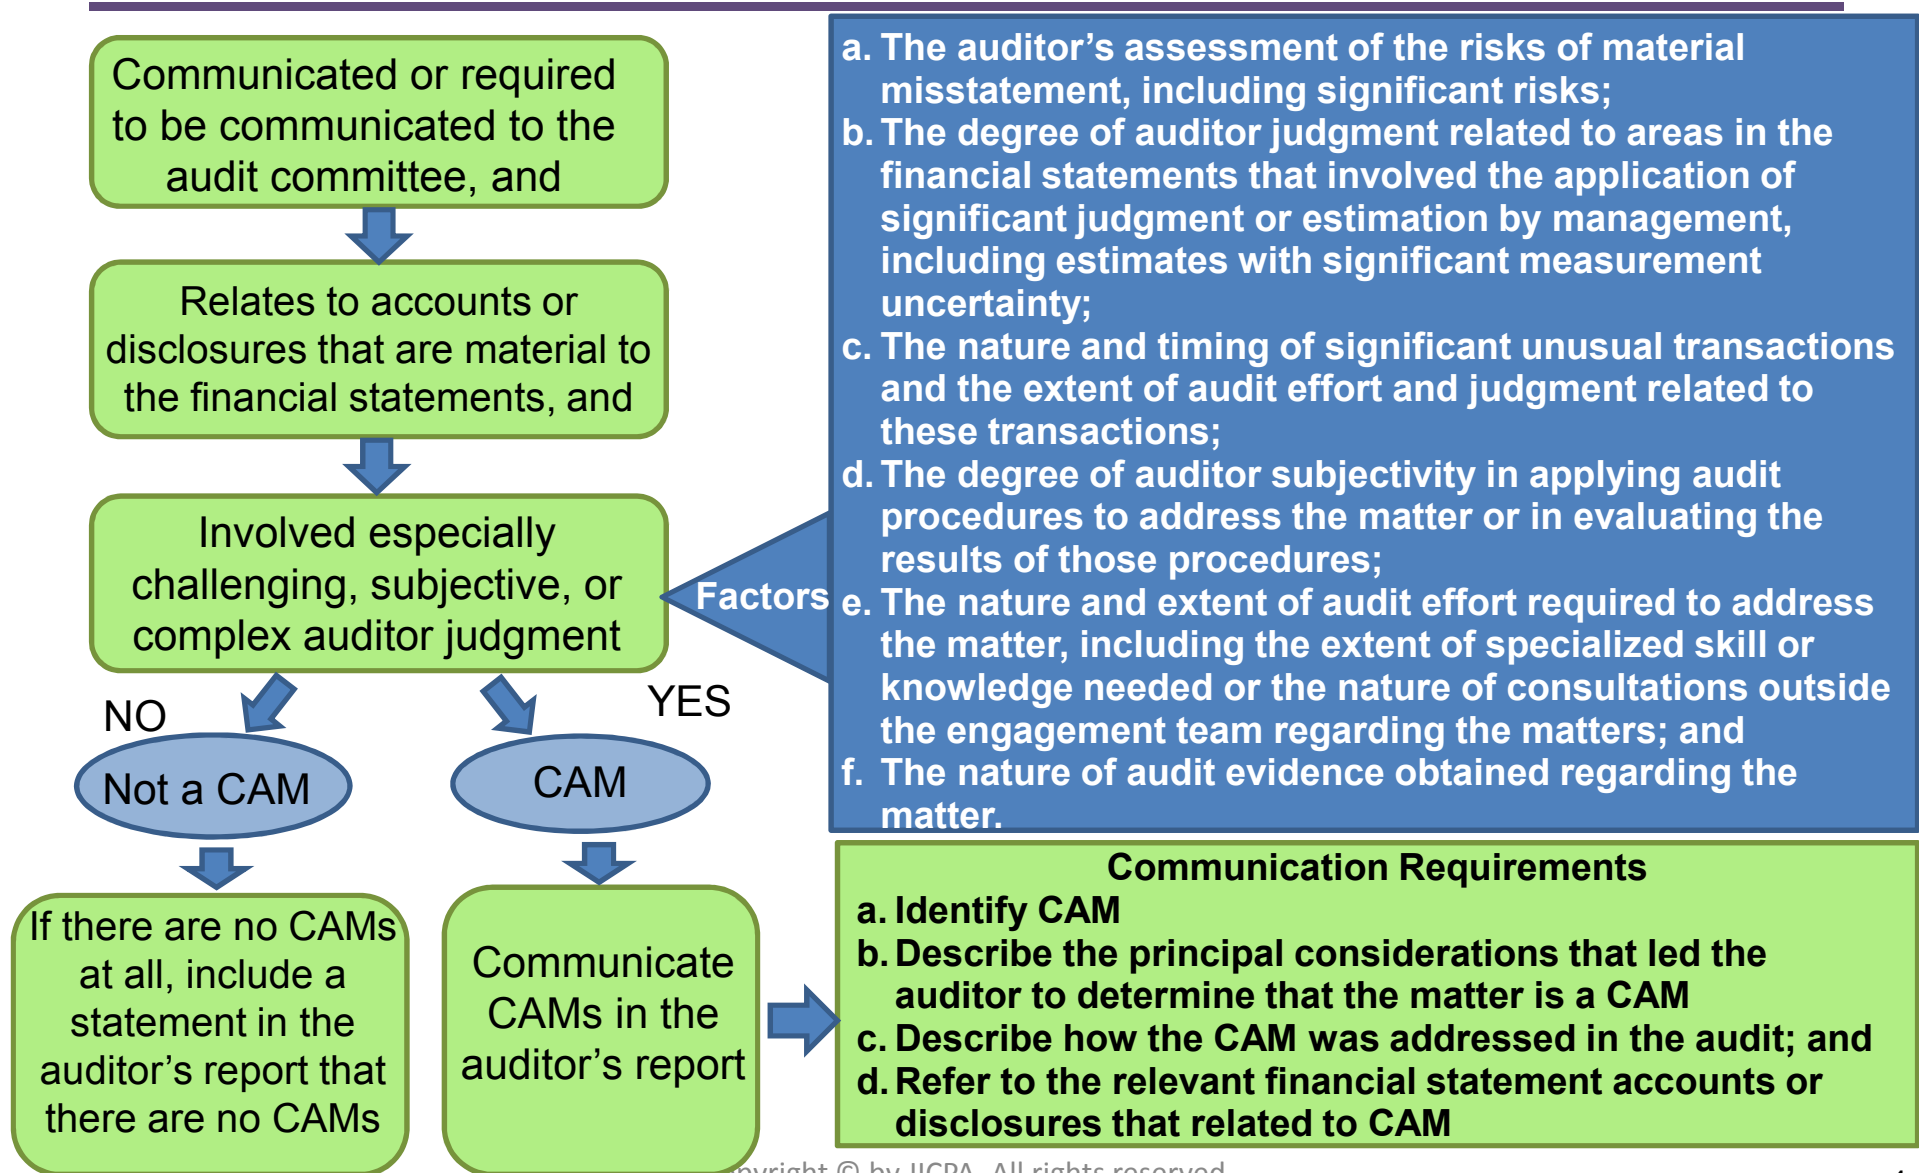 Communicated or required
to be communicated to the
audit committee, and
Relates to accounts or
disclosures that are material to
the financial statements, and
Involved especially
challenging, subjective, or
complex auditor judgment
Factors
a. The auditor’s assessment of the risks of material
misstatement, including significant risks;
b. The degree of auditor judgment related to areas in the
financial statements that involved the application of
significant judgment or estimation by management,
including estimates with significant measurement
uncertainty;
c. The nature and timing of significant unusual transactions
and the extent of audit effort and judgment related to
these transactions;
d. The degree of auditor subjectivity in applying audit
procedures to address the matter or in evaluating the
results of those procedures;
e. The nature and extent of audit effort required to address
the matter, including the extent of specialized skill or
knowledge needed or the nature of consultations outside
the engagement team regarding the matters; and
f. The nature of audit evidence obtained regarding the
matter.
NO
YES
Not a CAM
CAM
If there are no CAMs
at all, include a
statement in the
auditor’s report that
there are no CAMs
Communicate
CAMs in the
auditor’s report
Communication Requirements
a. Identify CAM
b. Describe the principal considerations that led the
auditor to determine that the matter is a CAM
c. Describe how the CAM was addressed in the audit; and
d. Refer to the relevant financial statement accounts or
disclosures that related to CAM
© by JICPA. All rights reserved